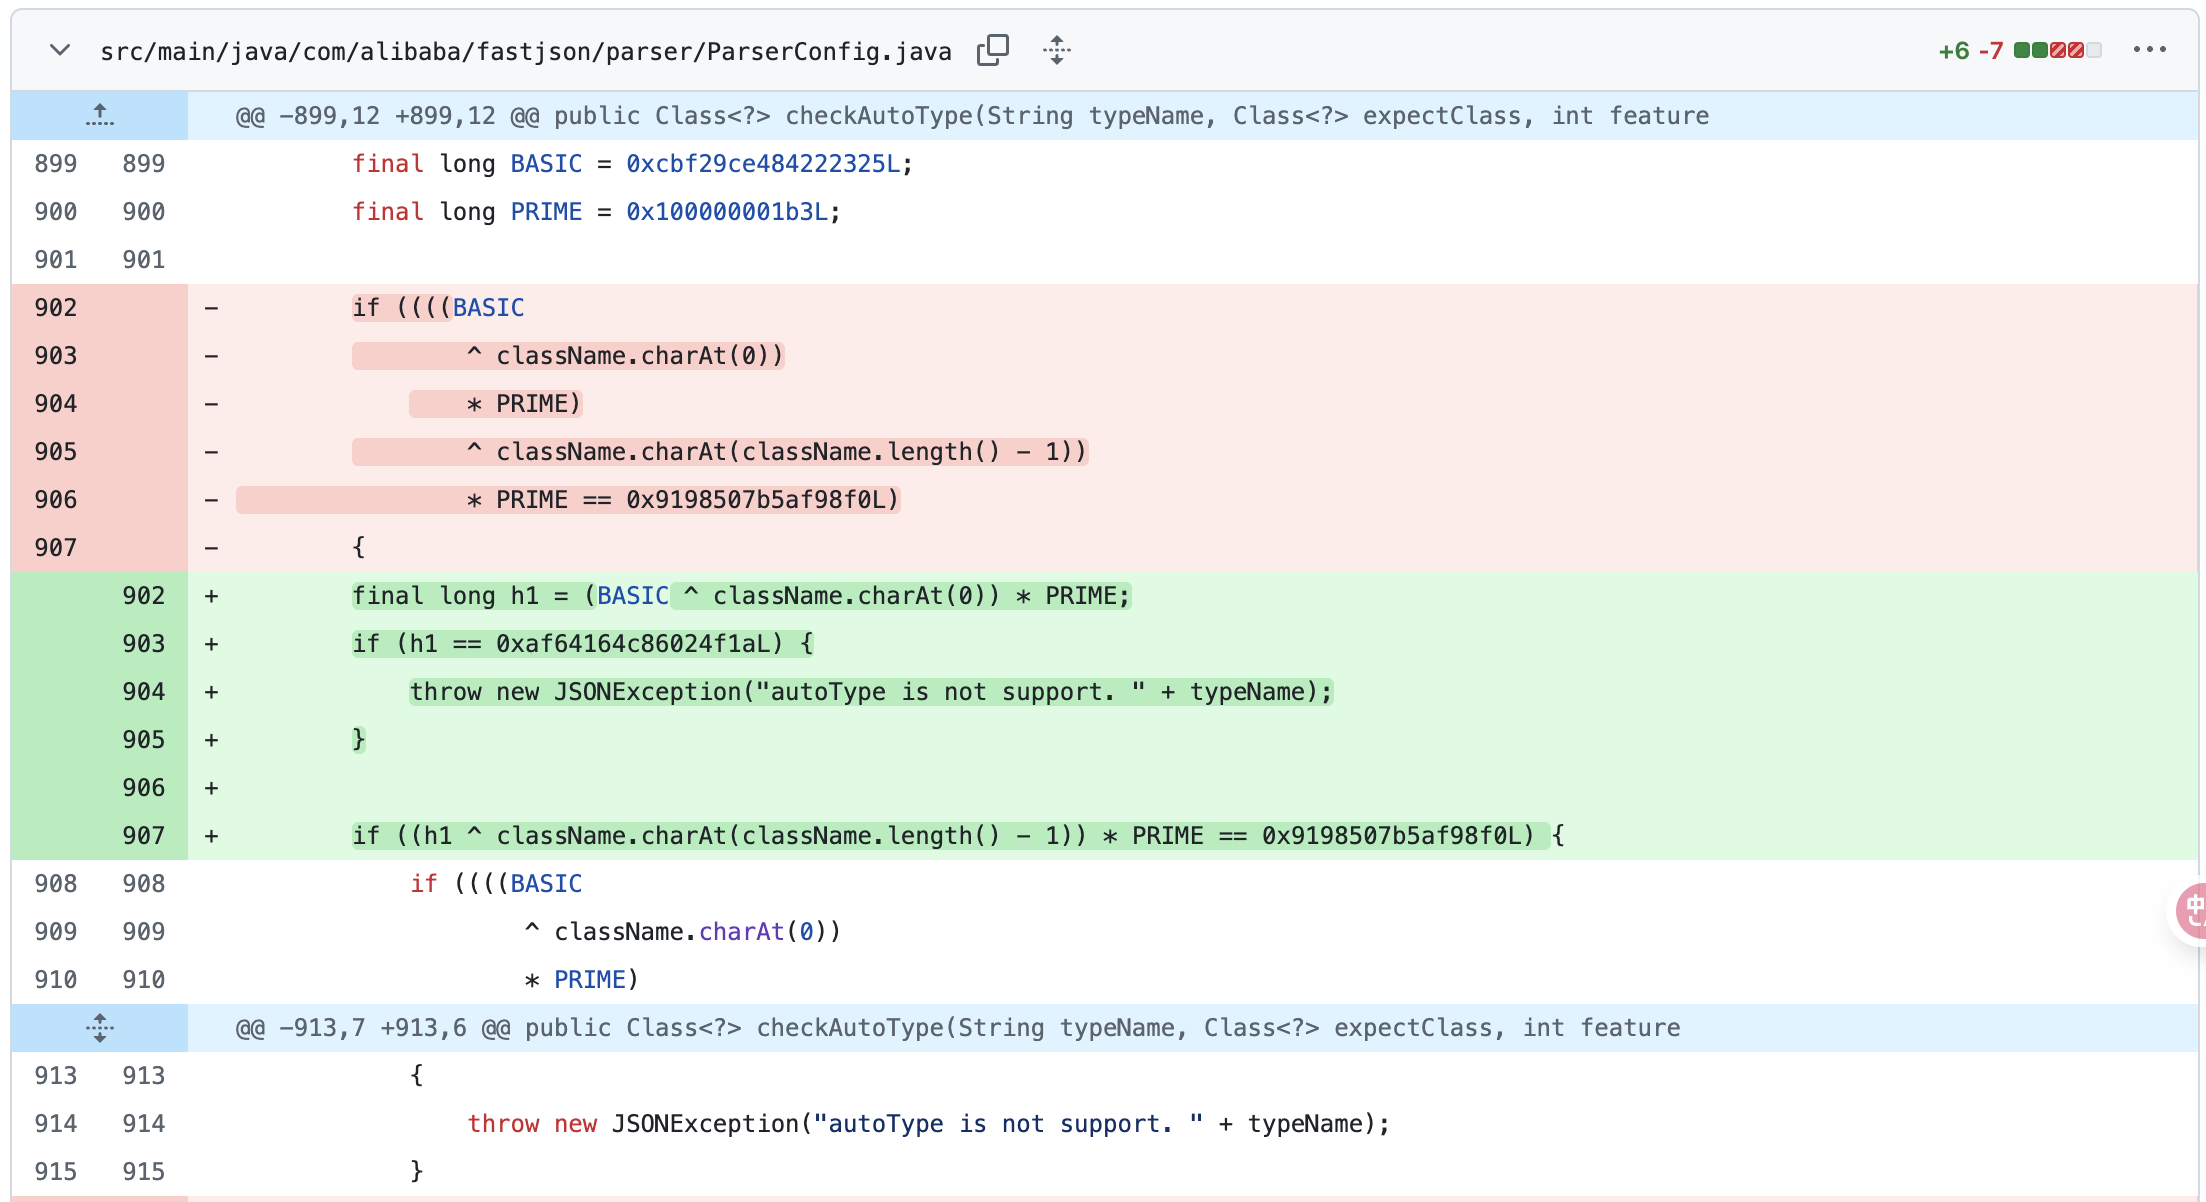 src/main/java/com/alibaba/fastjson/parser/ParserConfig.java +6 -7
@@ -899,12 +899,12 @@ public Class<?> checkAutoType(String typeName, Class<?> expectClass, int feature
899 899 final long BASIC = 0xcbf29ce484222325L;
900 900 final long PRIME = 0x100000001b3L;
901 901
902 - if ((((BASIC
903 - ^ className.charAt(0))
904 - * PRIME)
905 - ^ className.charAt(className.length() - 1))
906 - * PRIME == 0x9198507b5af98f0L)
907 - {
902 + final long h1 = (BASIC ^ className.charAt(0)) * PRIME;
903 + if (h1 == 0xaf64164c86024f1aL) {
904 + throw new JSONException("autoType is not support. " + typeName);
905 + }
906 +
907 + if ((h1 ^ className.charAt(className.length() - 1)) * PRIME == 0x9198507b5af98f0L) {
908 908 if ((((BASIC
909 909 ^ className.charAt(0))
910 910 * PRIME)
@@ -913,7 +913,6 @@ public Class<?> checkAutoType(String typeName, Class<?> expectClass, int feature
913 913 {
914 914 throw new JSONException("autoType is not support. " + typeName);
915 915 }